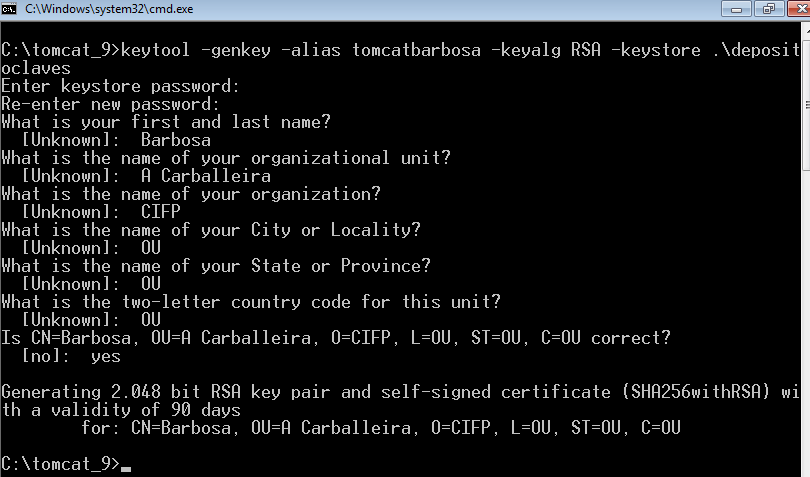 C:\Windows\system32\cmd.exe
C:\tomcat_9>keytool -genkey -alias tomcatbarbosa -keyalg RSA -keystore .\deposit
oclaves
Enter keystore password:
Re-enter new password:
What is your first and last name?
  [Unknown]:  Barbosa
What is the name of your organizational unit?
  [Unknown]:  A Carballeira
What is the name of your organization?
  [Unknown]:  CIFP
What is the name of your City or Locality?
  [Unknown]:  OU
What is the name of your State or Province?
  [Unknown]:  OU
What is the two-letter country code for this unit?
  [Unknown]:  OU
Is CN=Barbosa, OU=A Carballeira, O=CIFP, L=OU, ST=OU, C=OU correct?
  [no]:  yes
Generating 2.048 bit RSA key pair and self-signed certificate (SHA256withRSA) wi
th a validity of 90 days
        for: CN=Barbosa, OU=A Carballeira, O=CIFP, L=OU, ST=OU, C=OU
C:\tomcat_9>_